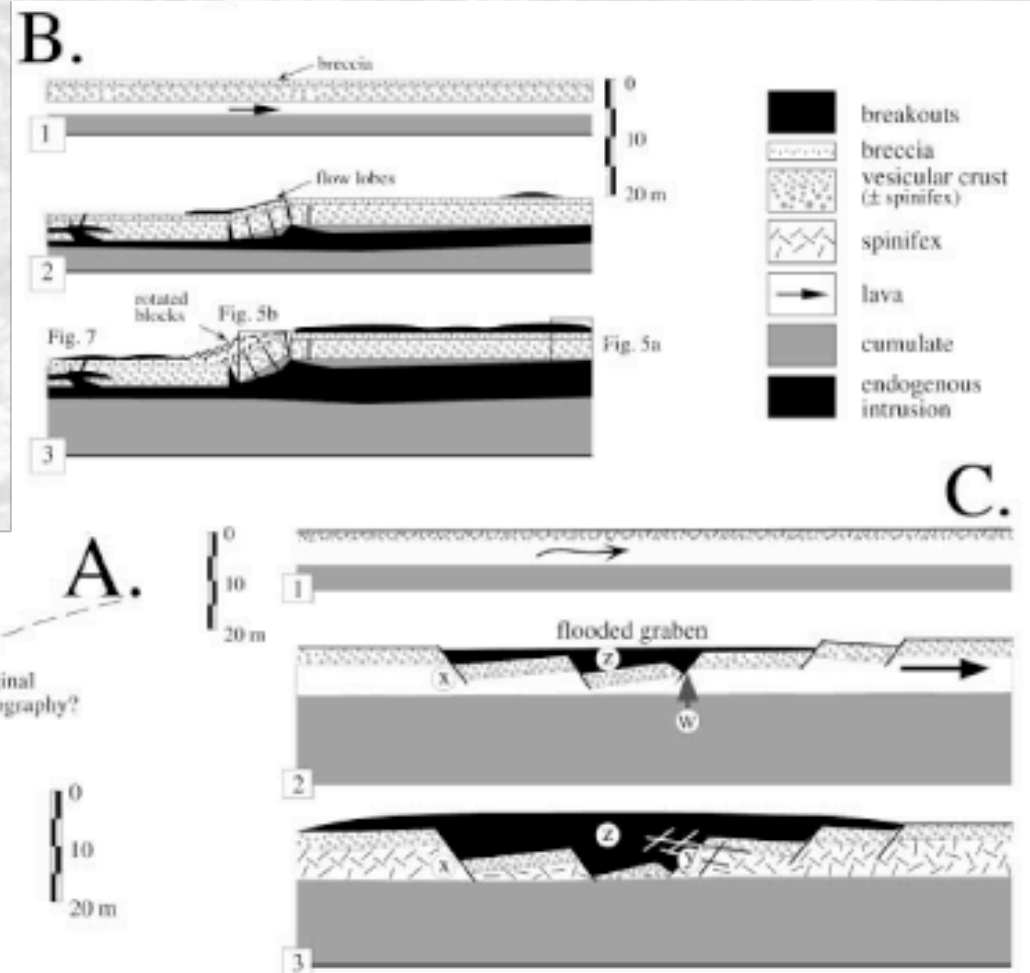 B.
breccia
0
10
20 m
1
flow lobes
2
rotated
blocks
Fig. 5b
Fig. 7
Fig. 5a
3
breakouts
breccia
vesicular crust
(± spinifex)
spinifex
lava
cumulate
endogenous
intrusion
C.
A.
0
10
20 m
1
flooded graben
x
z
w
2
inal
ography?
0
10
20 m
z
y
x
3